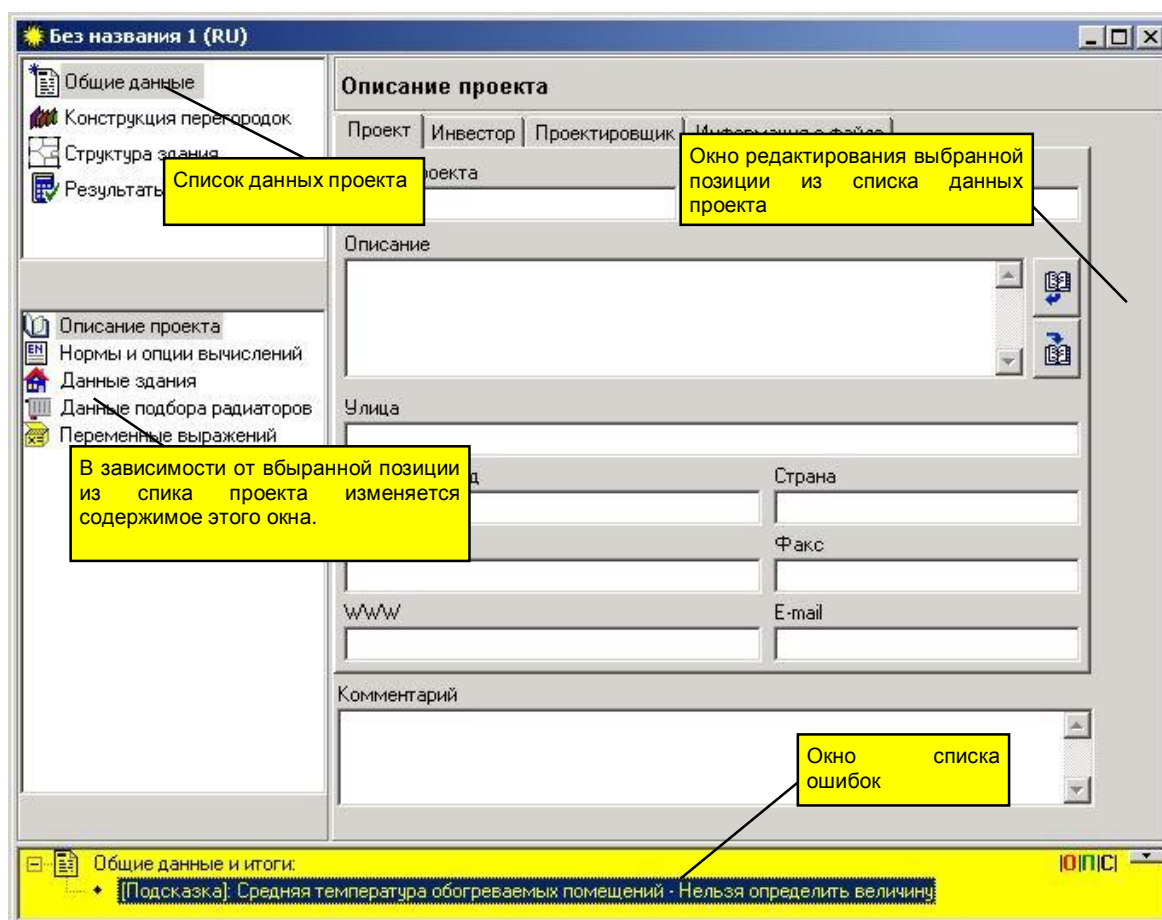 Без названия 1 (RU)
Общие данные
Конструкция перегородок
Структура здания
Результаты
Список данных проекта
Описание проекта
Проект Инвестор Проектировщик Информация о файле
оекта
Окно редактирования выбранной
позиции из списка данных
проекта
Описание
Описание проекта
Нормы и опции вычислений
Данные здания
Данные подбора радиаторов
Переменные выражений
В зависимости от вбыранной позиции
из спика проекта изменяется
содержимое этого окна.
Улица
д
Страна
Факс
WWW
E-mail
Комментарий
Окно списка
ошибок
Общие данные и итоги:
|О|П|С|
[Подсказка]: Средняя температура обогреваемых помещений - Нельзя определить величину